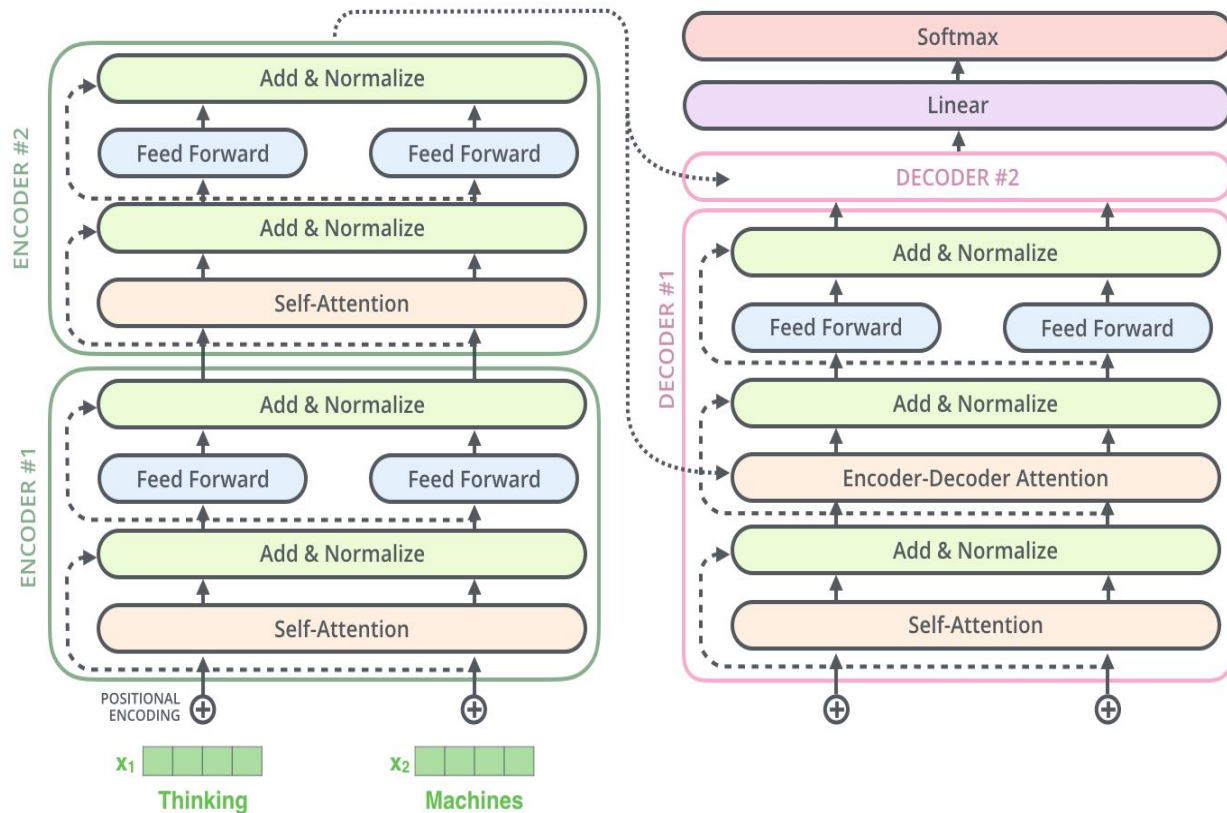 ENCODER #2
Add & Normalize
Feed Forward Feed Forward
Add & Normalize
Self-Attention
ENCODER #1
Add & Normalize
Feed Forward Feed Forward
Add & Normalize
Self-Attention
POSITIONAL
ENCODING
x1 x2
Thinking Machines
Softmax
Linear
DECODER #2
DECODER #1
Add & Normalize
Feed Forward Feed Forward
Add & Normalize
Encoder-Decoder Attention
Add & Normalize
Self-Attention